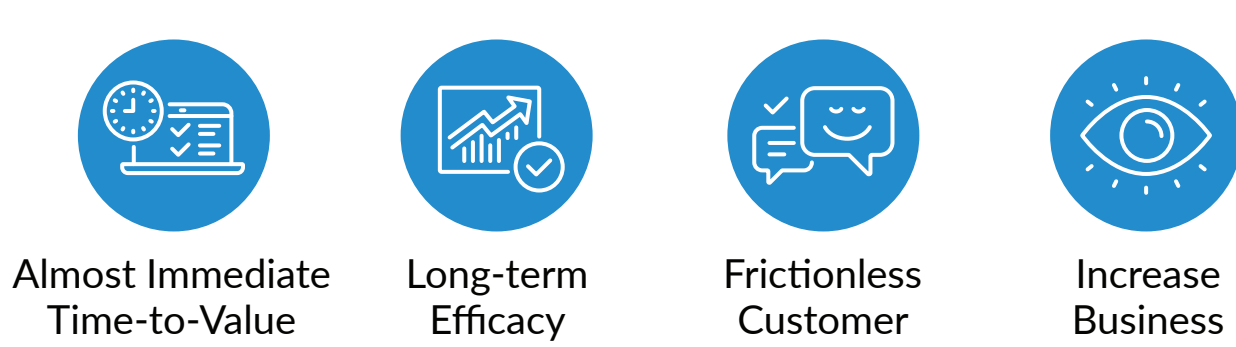 Almost Immediate
Time-to-Value
Long-term
Efficacy
Frictionless
Customer
Increase
Business